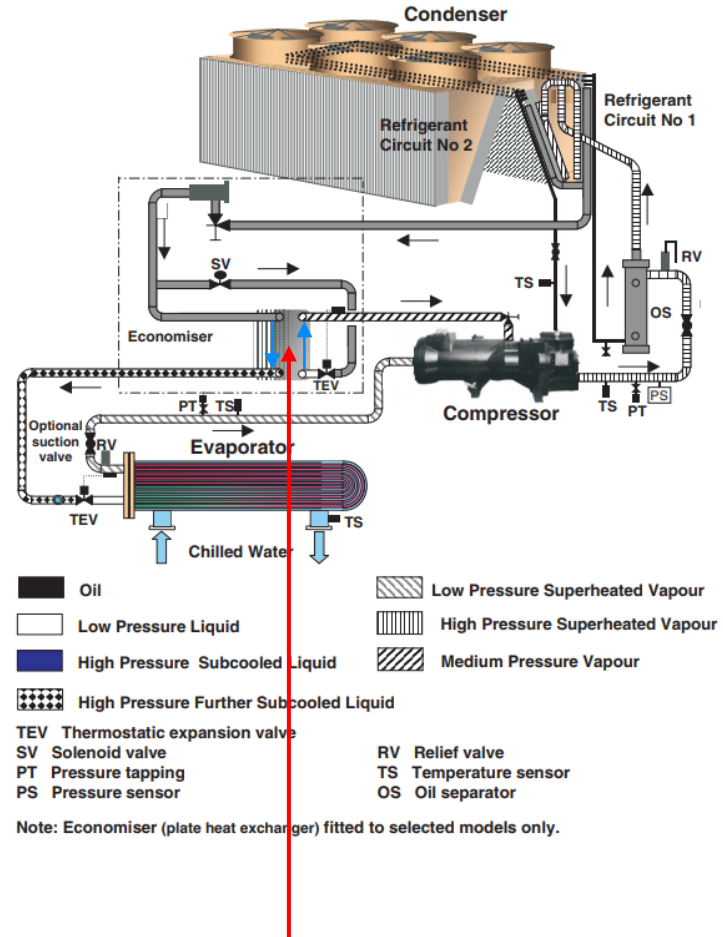 Condenser
Refrigerant
Circuit No 1
Refrigerant
Circuit No 2
SV
RV
TS
OS
Economiser
TEV
PS
TS
PT
Compressor
PT
TS
Optional
suction
valve
RV
Evaporator
TEV
TS
Chilled Water
Oil
Low Pressure Superheated Vapour
Low Pressure Liquid
High Pressure Superheated Vapour
High Pressure Subcooled Liquid
Medium Pressure Vapour
High Pressure Further Subcooled Liquid
TEV Thermostatic expansion valve
SV Solenoid valve
RV Relief valve
PT Pressure tapping
TS Temperature sensor
PS Pressure sensor
OS Oil separator
Note: Economiser (plate heat exchanger) fitted to selected models only.